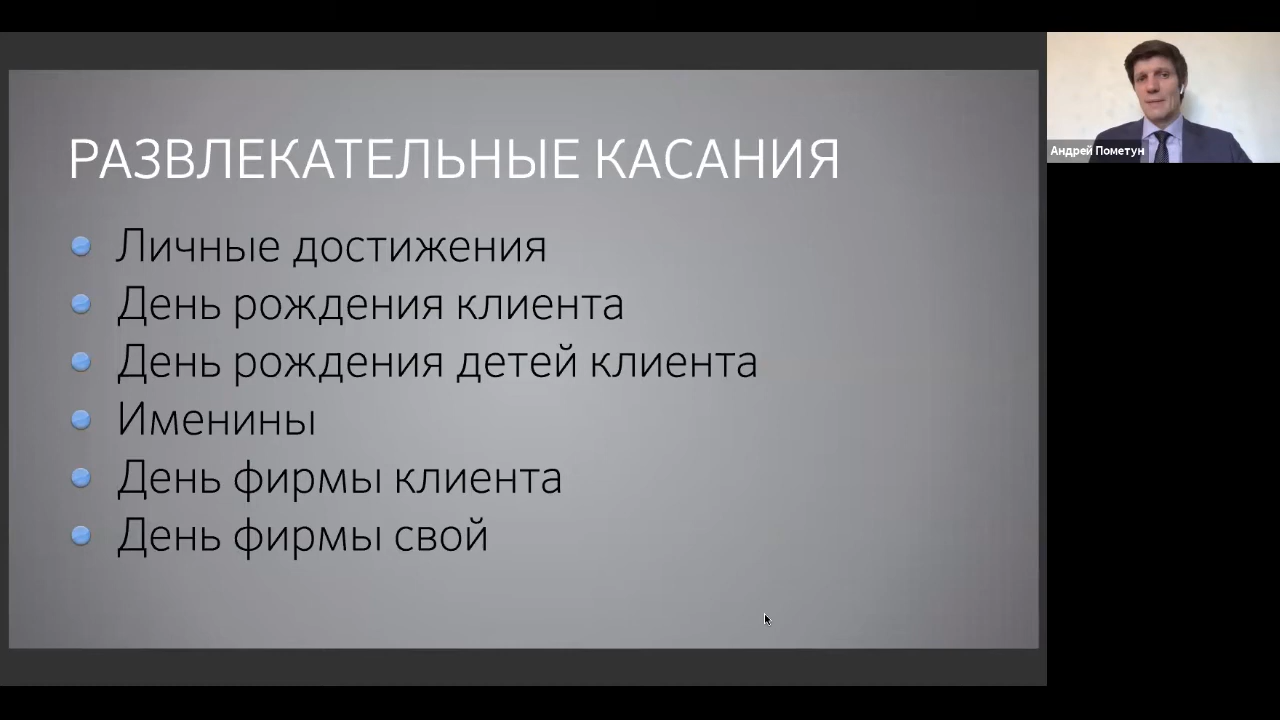 РАЗВЛЕКАТЕЛЬНЫЕ КАСАНИЯ
Личные достижения
День рождения клиента
День рождения детей клиента
Именины
День фирмы клиента
День фирмы свой
Андрей Пометун